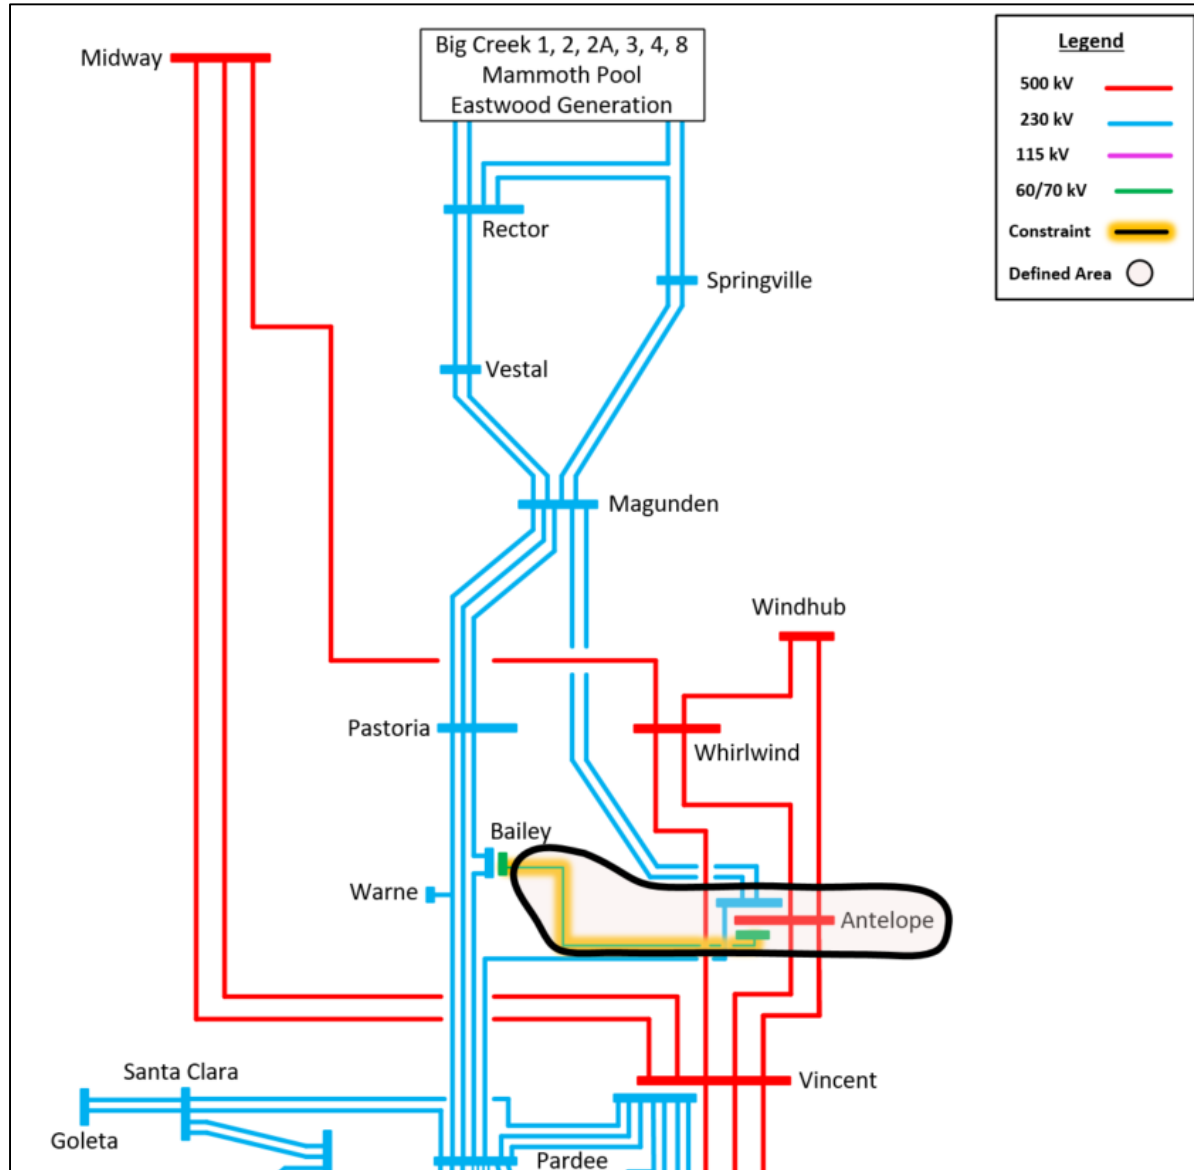 Big Creek 1, 2, 2A, 3, 4, 8
Mammoth Pool
Eastwood Generation
Midway
Legend
500 kV
230 kV
115 kV
60/70 kV
Constraint
Defined Area
Rector
Springville
Vestal
Magunden
Windhub
Pastoria
Whirlwind
Bailey
Warne
Antelope
Santa Clara
Vincent
Goleta
Pardee